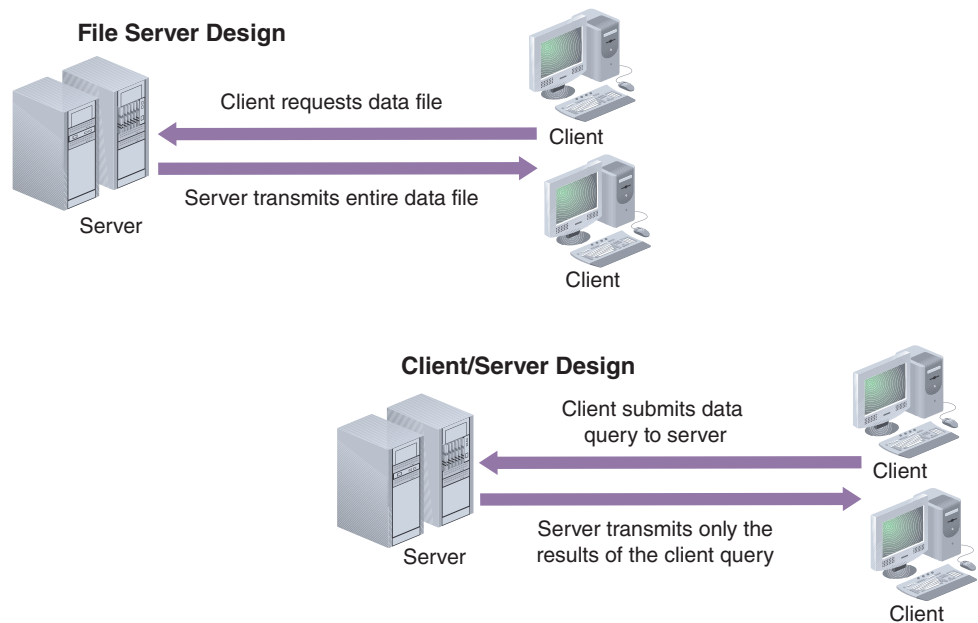 File Server Design
Client requests data file
Client
Server transmits entire data file
Server
Client
Client/Server Design
Client submits data
query to server
Client
Server transmits only the
results of the client query
Server
Client